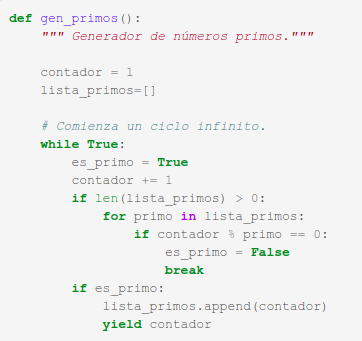 def gen_primos():
    """ Generador de números primos."""

    contador = 1
    lista_primos=[]

    # Comienza un ciclo infinito.
    while True:
        es_primo = True
        contador += 1
        if len(lista_primos) > 0:
            for primo in lista_primos:
                if contador % primo == 0:
                    es_primo = False
                    break
        if es_primo:
            lista_primos.append(contador)
            yield contador